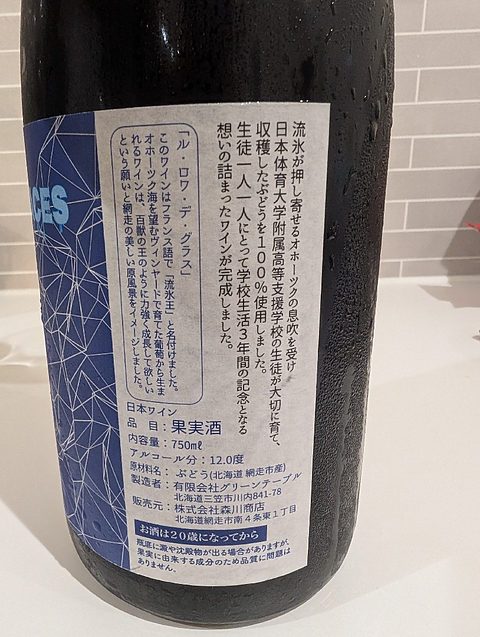 CES
流氷が押し寄せるオホーツクの息吹を受け
日本体育大学附属高等支援学校の生徒が大切に育て、
収穫したぶどうを100％使用しました。
生徒一人一人にとって学校生活3年間の記念となる
想いの詰まったワインが完成しました。
「ル・ロワ・デ・グラス」
このワインはフランス語で「流氷王」と名付けました。
オホーツク海を望むヴィンヤードで育てた葡萄から生ま
れるワインは、百獣の王のように力強く成長して欲しい
という願いと網走の美しい原風景をイメージしました。
日本ワイン
品　目：果実酒
内容量：750㎖
アルコール分：12.0度
原材料名：ぶどう(北海道 網走市産)
製造者：有限会社グリーンテーブル
北海道三笠市川内841-78
販売元：株式会社森川商店
北海道網走市南４条東１丁目
お酒は20歳になってから
瓶底に澱や沈殿物が出る場合がありますが、
果実に由来する成分のため品質に問題は
ありません。